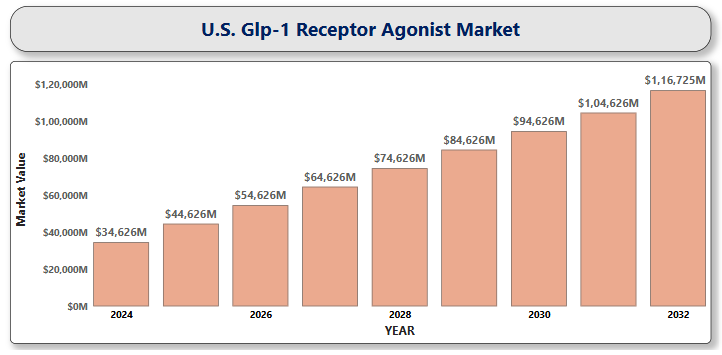 U.S. Glp-1 Receptor Agonist Market
Market Value
$1,20,000M
$1,00,000M
$80,000M
$60,000M
$40,000M
$20,000M
$0M
$34,626M
$44,626M
$54,626M
$64,626M
$74,626M
$84,626M
$94,626M
$1,04,626M
$1,16,725M
2024
2026
2028
2030
2032
YEAR